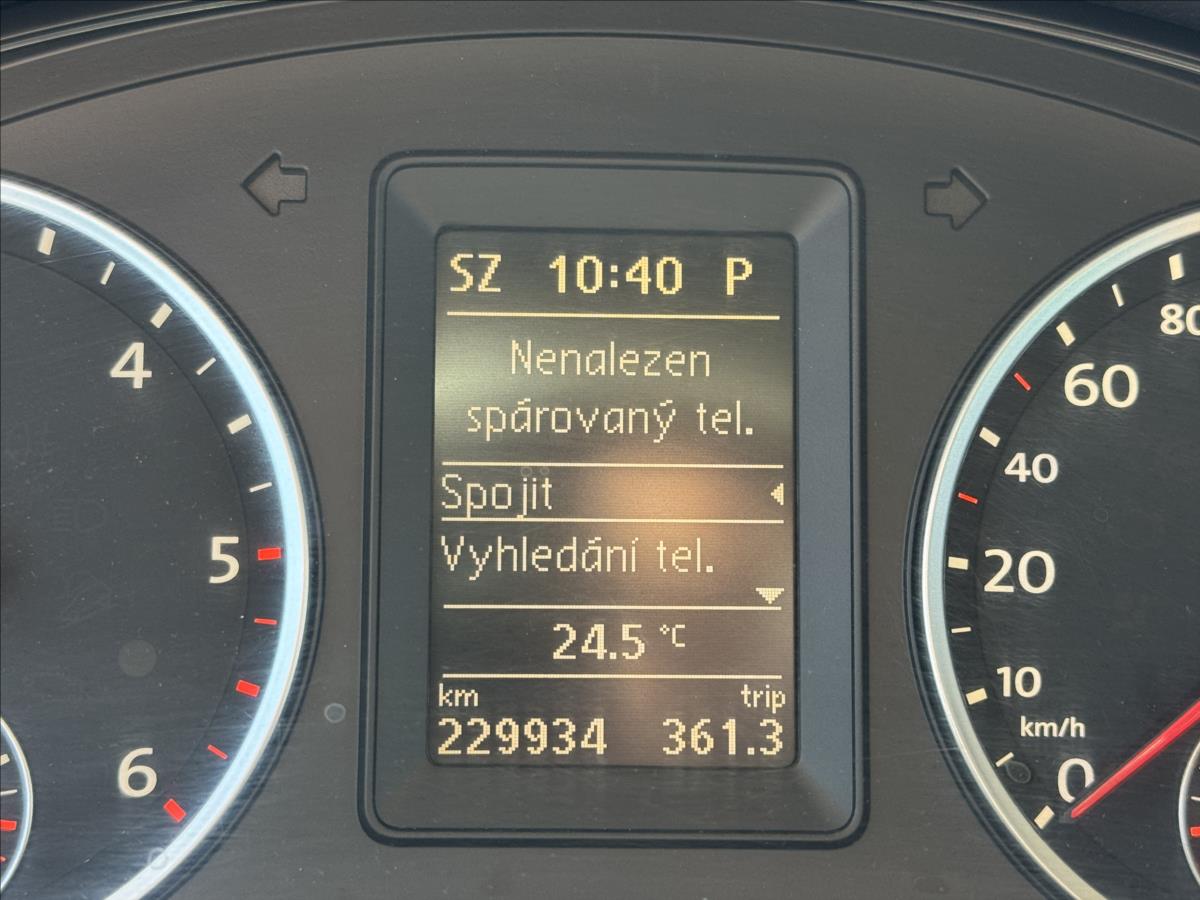 SZ 10:40 P
Nenalezen
spárovaný tel.
Spojit
Vyhledání tel.
24.5 °C
km trip
229934 361.3
4
5
6
80
60
40
20
10
km/h
0